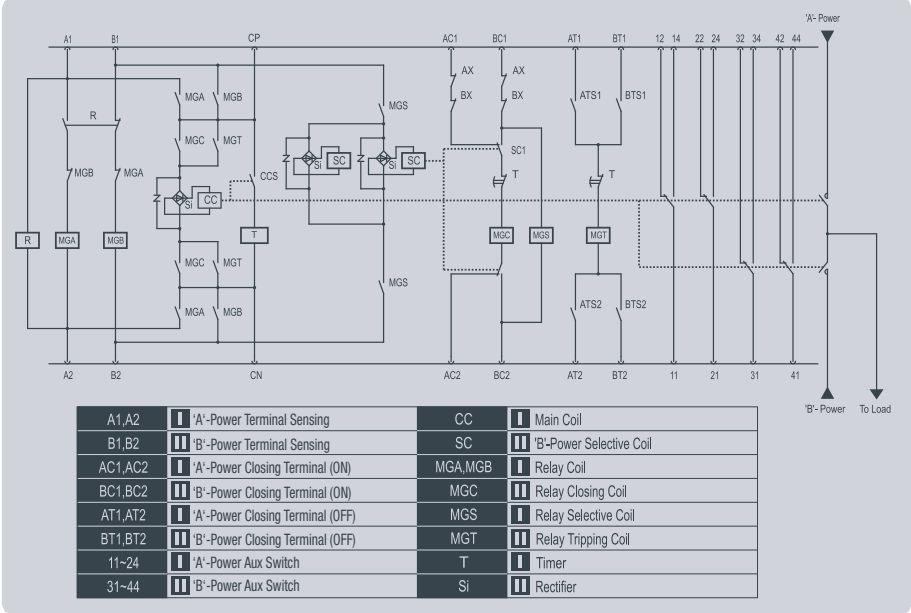 'A'- Power
A1 B1 CP AC1 BC1 AT1 BT1 12 14 22 24 32 34 42 44
MGA MGB MGS AX AX BX BX ATS1 BTS1
R
MGC MGT
SC1
MGB MGA Si CC CCS Si SC Si SC T T
R MGA MGB T MGC MGS MGT
MGC MGT
MGS
MGA MGB ATS2 BTS2
A2 B2 CN AC2 BC2 AT2 BT2 11 21 31 41
'B'- Power To Load
A1,A2 I 'A'-Power Terminal Sensing CC I Main Coil
B1,B2 II 'B'-Power Terminal Sensing SC II 'B'-Power Selective Coil
AC1,AC2 I 'A'-Power Closing Terminal (ON) MGA,MGB I Relay Coil
BC1,BC2 II 'B'-Power Closing Terminal (ON) MGC II Relay Closing Coil
AT1,AT2 I 'A'-Power Closing Terminal (OFF) MGS I Relay Selective Coil
BT1,BT2 II 'B'-Power Closing Terminal (OFF) MGT II Relay Tripping Coil
11~24 I 'A'-Power Aux Switch T I Timer
31~44 II 'B'-Power Aux Switch Si II Rectifier